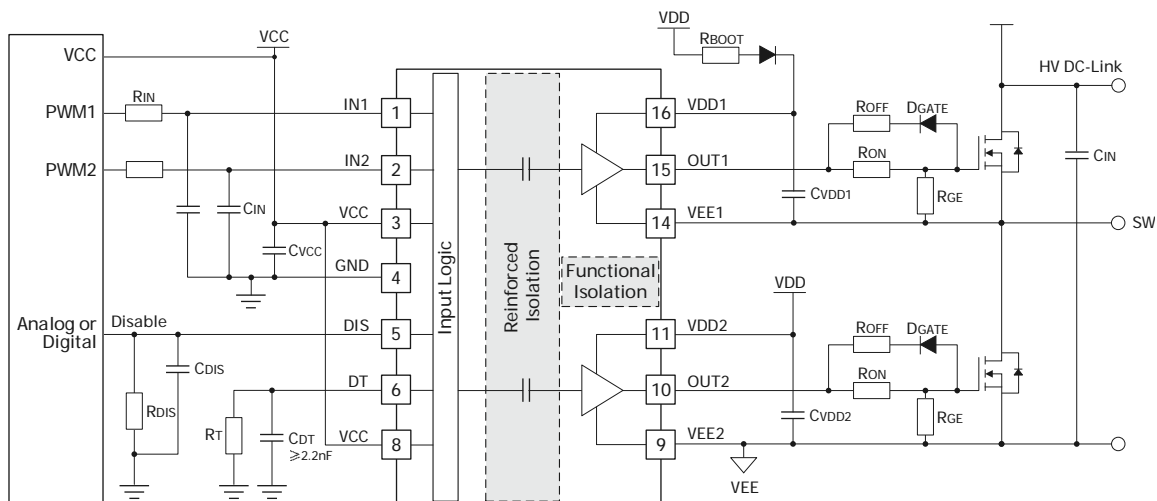 VCC
PWM1
PWM2
Analog or
Digital
VCC
RIN
CIN
CVCC
Disable
CDIS
RDIS
RT
CDT
≥2.2nF
IN1
IN2
VCC
GND
DIS
DT
VCC
1
2
3
4
5
6
8
Input Logic
Reinforced
Isolation
Functional
Isolation
16
15
14
11
10
9
VDD1
OUT1
VEE1
VDD2
OUT2
VEE2
VDD
RBOOT
CVDD1
ROFF
DGATE
RON
RGE
HV DC-Link
CIN
SW
VDD
CVDD2
ROFF
DGATE
RON
RGE
VEE